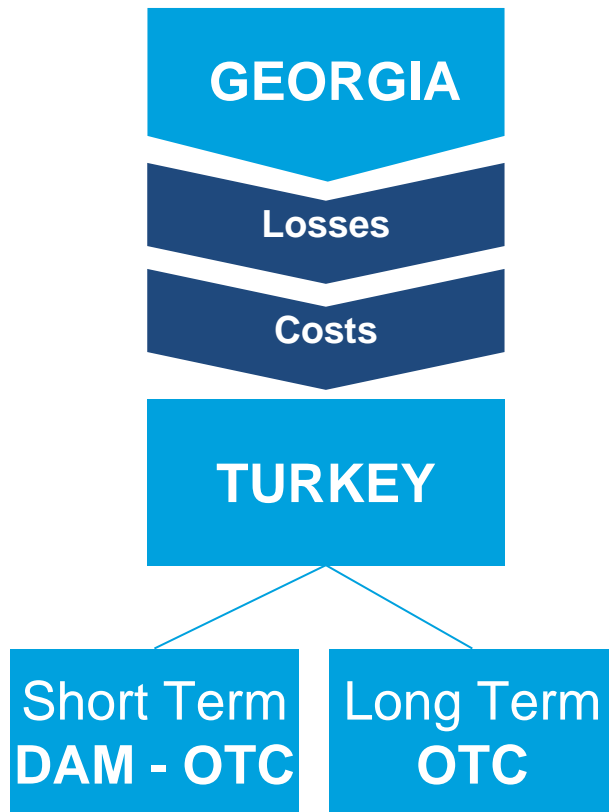 GEORGIA
Losses
Costs
TURKEY
Short Term
DAM - OTC
Long Term
OTC